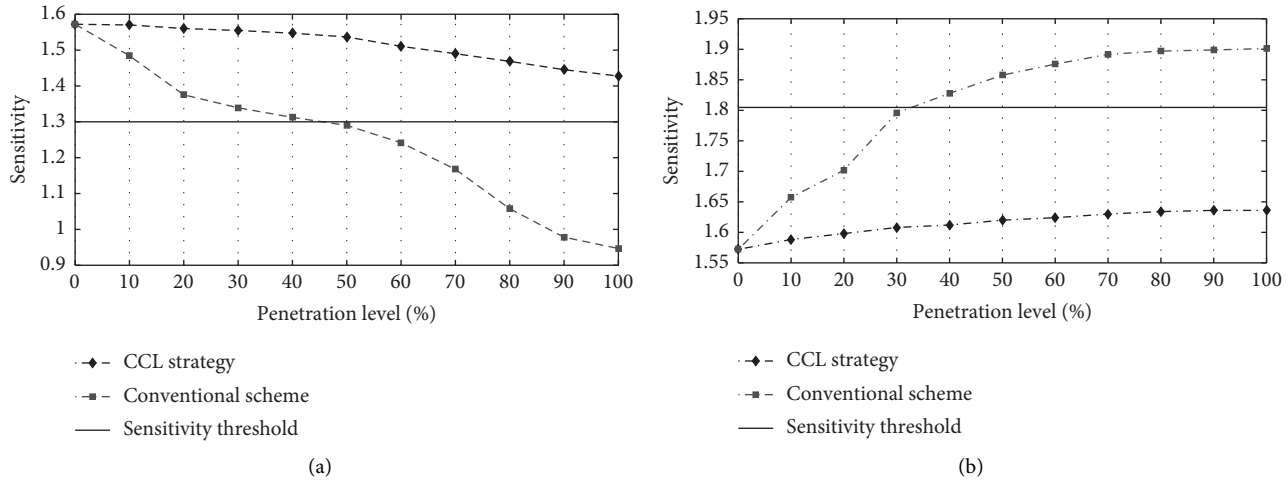 1.6
1.5
1.4
1.3
1.2
1.1
1
0.9
Sensitivity
0 10 20 30 40 50 60 70 80 90 100
Penetration level (%)
CCL strategy
Conventional scheme
Sensitivity threshold
(a)
1.95
1.9
1.85
1.8
1.7
1.65
1.6
1.55
Sensitivity
0 10 20 30 40 50 60 70 80 90 100
Penetration level (%)
CCL strategy
Conventional scheme
Sensitivity threshold
(b)